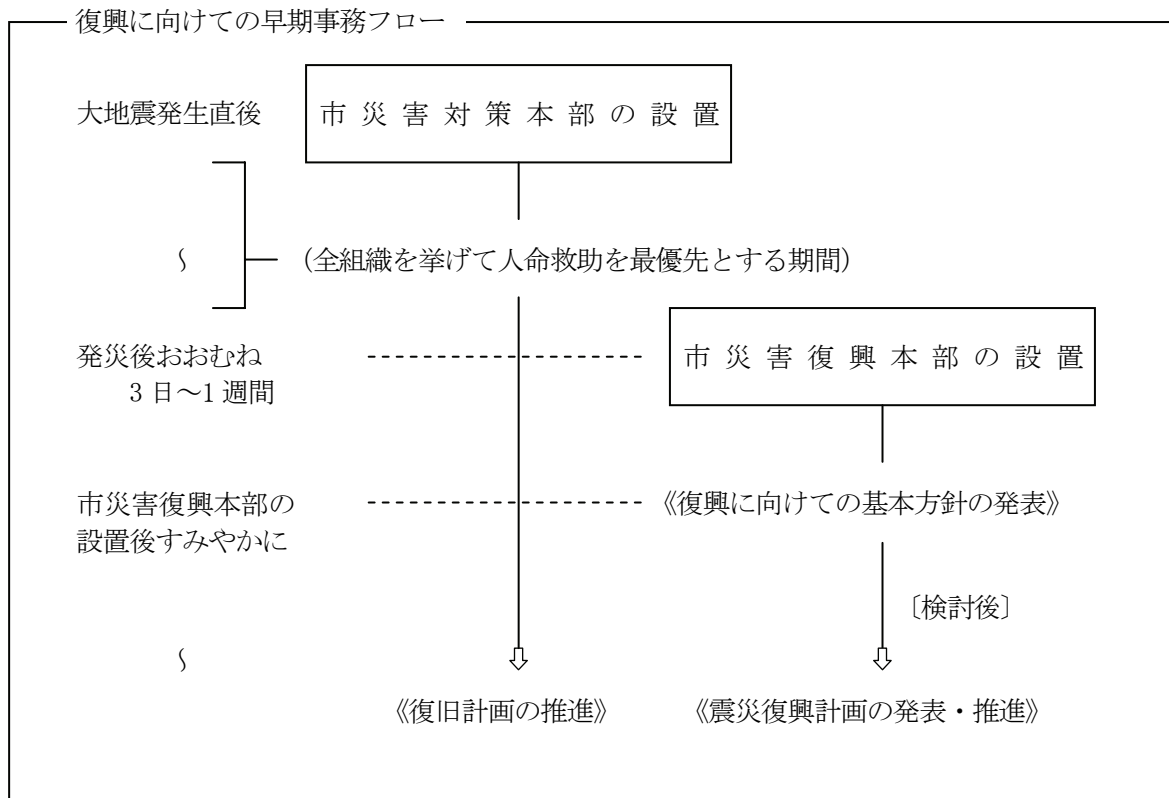 復興に向けての早期事務フロー
大地震発生直後
市災害対策本部の設置
~
(全組織を挙げて人命救助を最優先とする期間)
発災後おおむね
3日~1週間
市災害復興本部の設置
市災害復興本部の
設置後すみやかに
《復興に向けての基本方針の発表》
〔検討後〕
~
《復旧計画の推進》
《震災復興計画の発表・推進》